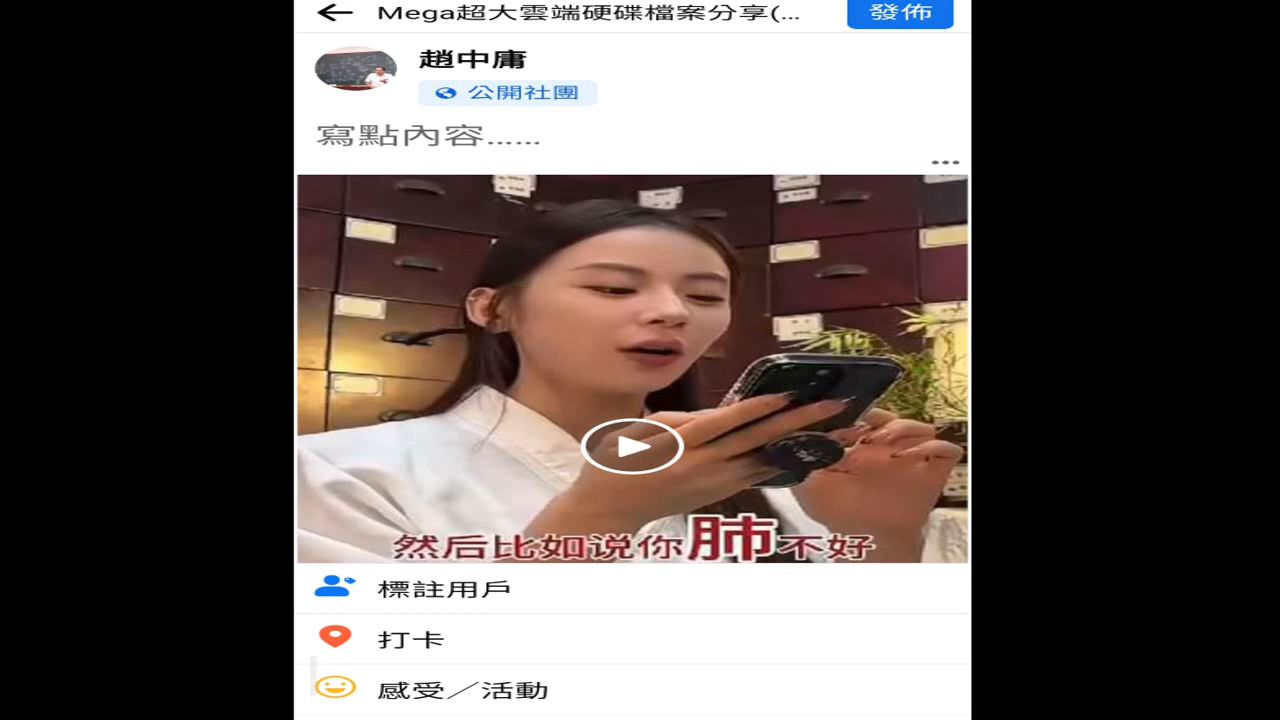 Mega超大雲端硬碟檔案分享(...
發佈
趙中庸
公開社團
寫點內容......
然后比如说你肺不好
標註用戶
打卡
感受／活動